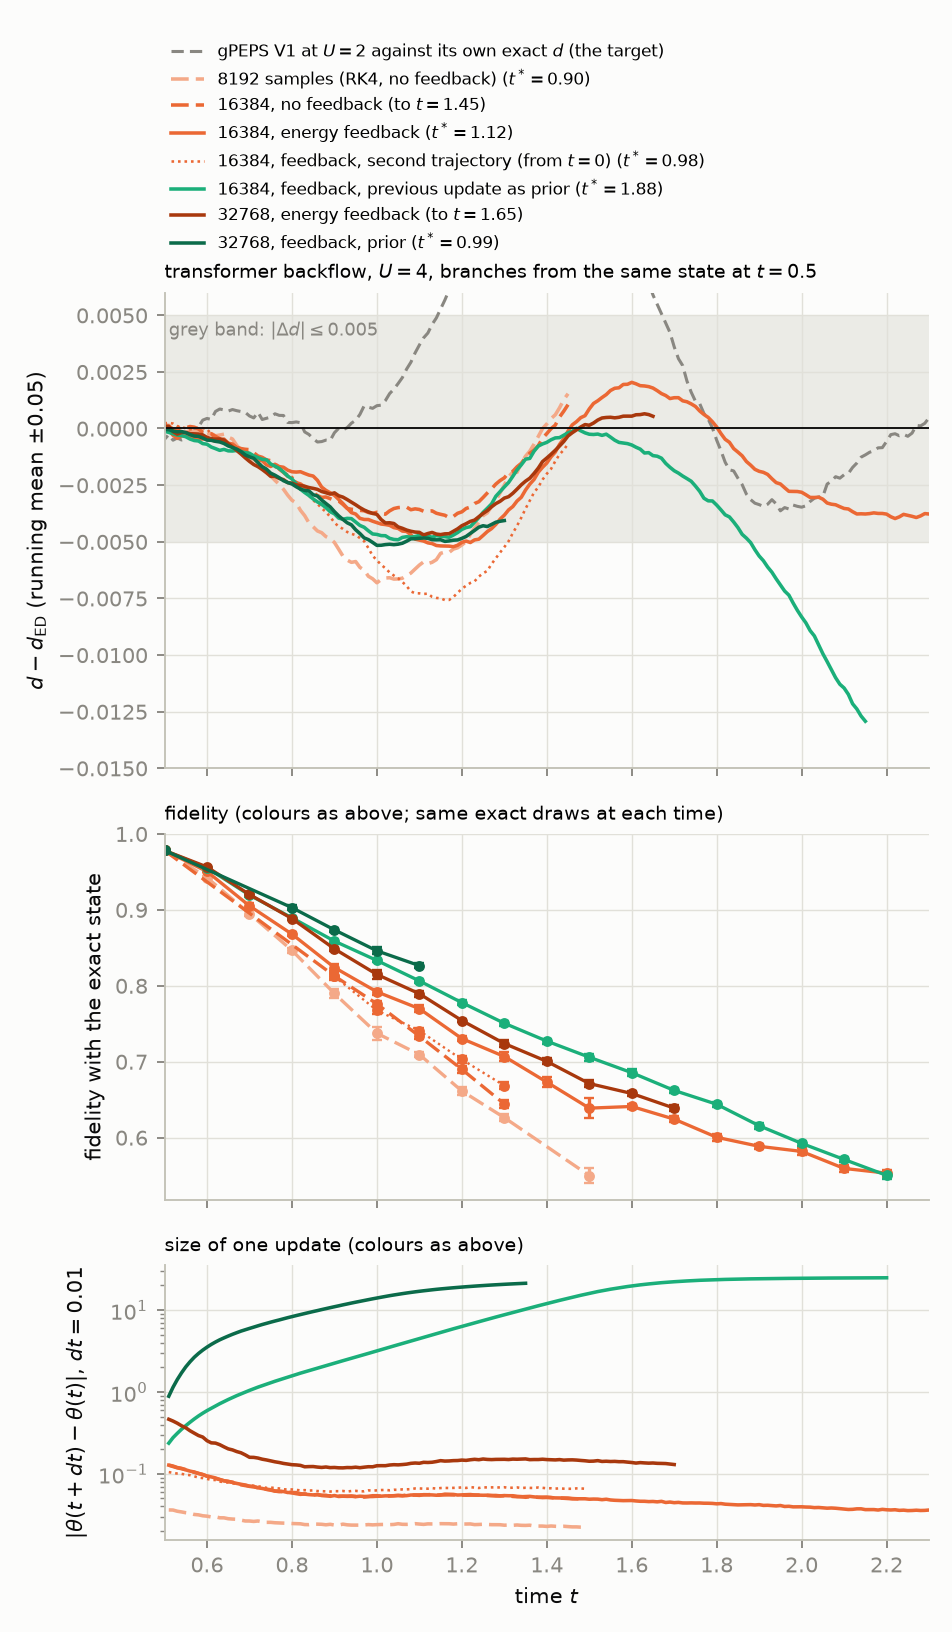 gPEPS V1 at U = 2 against its own exact d (the target)
8192 samples (RK4, no feedback) (t* = 0.90)
16384, no feedback (to t = 1.45)
16384, energy feedback (t* = 1.12)
16384, feedback, second trajectory (from t = 0) (t* = 0.98)
16384, feedback, previous update as prior (t* = 1.88)
32768, energy feedback (to t = 1.65)
32768, feedback, prior (t* = 0.99)
transformer backflow, U = 4, branches from the same state at t = 0.5
grey band: |Δd| ≤ 0.005
0.0050
0.0025
0.0000
−0.0025
−0.0050
−0.0075
−0.0100
−0.0125
−0.0150
d − d_ED (running mean ±0.05)
fidelity (colours as above; same exact draws at each time)
1.0
0.9
0.8
0.7
0.6
fidelity with the exact state
size of one update (colours as above)
10¹
10⁰
10⁻¹
|θ(t + dt) − θ(t)|, dt = 0.01
0.6 0.8 1.0 1.2 1.4 1.6 1.8 2.0 2.2
time t